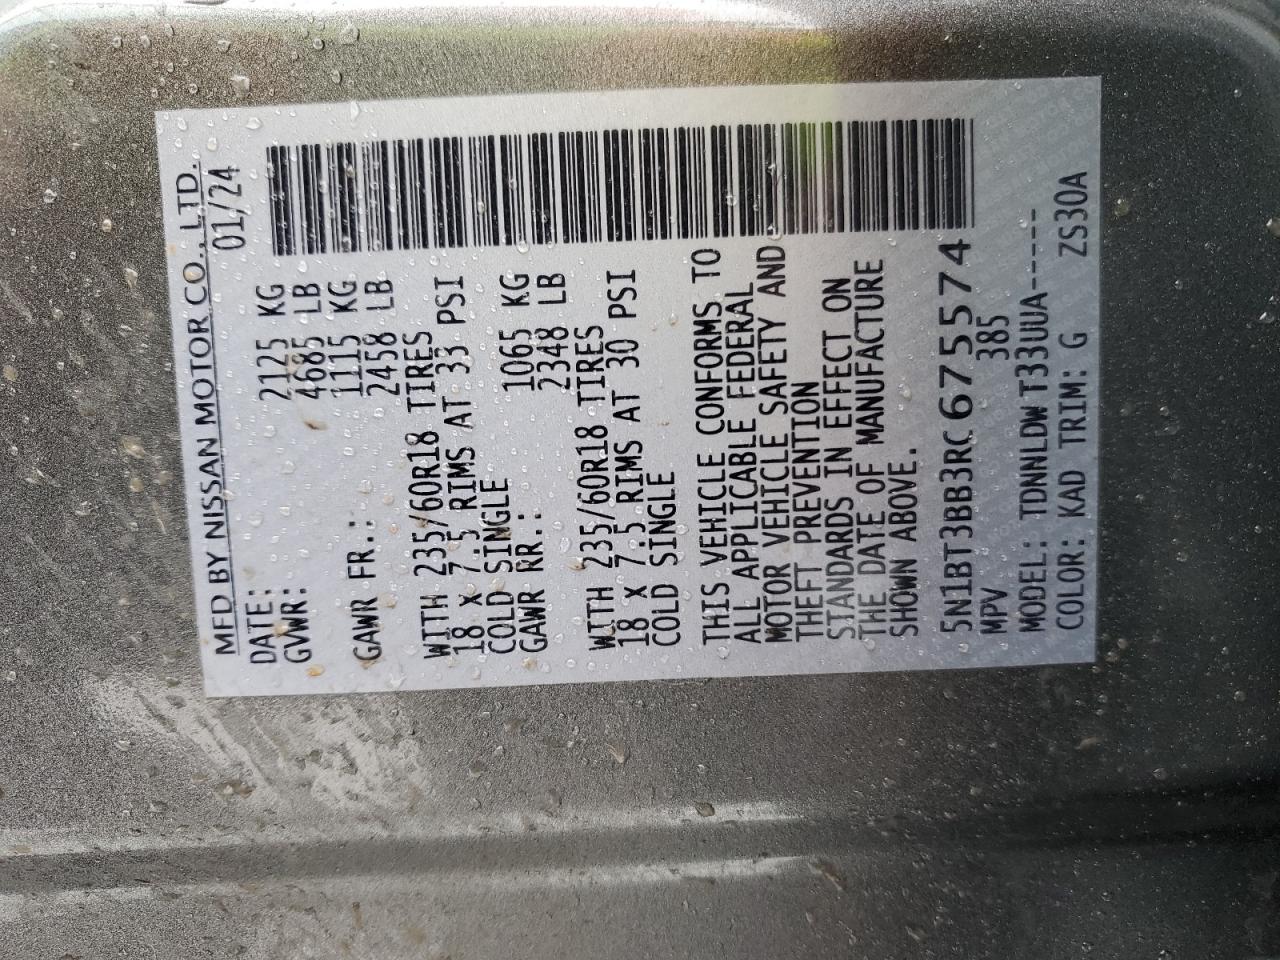 MFD BY NISSAN MOTOR CO., LTD.
DATE: 01/24
GVWR: 2125 KG
4685 LB
GAWR FR.: 1115 KG
2458 LB
WITH 235/60R18 TIRES
18 x 7.5 RIMS AT 33 PSI
COLD SINGLE
GAWR RR.: 1065 KG
2348 LB
WITH 235/60R18 TIRES
18 x 7.5 RIMS AT 30 PSI
COLD SINGLE
THIS VEHICLE CONFORMS TO
ALL APPLICABLE FEDERAL
MOTOR VEHICLE SAFETY AND
THEFT PREVENTION
STANDARDS IN EFFECT ON
THE DATE OF MANUFACTURE
SHOWN ABOVE.
5N1BT3BB3RC675574
MPV 385
MODEL: TDNNLDWT33UUA-----
COLOR: KAD TRIM: G ZS30A